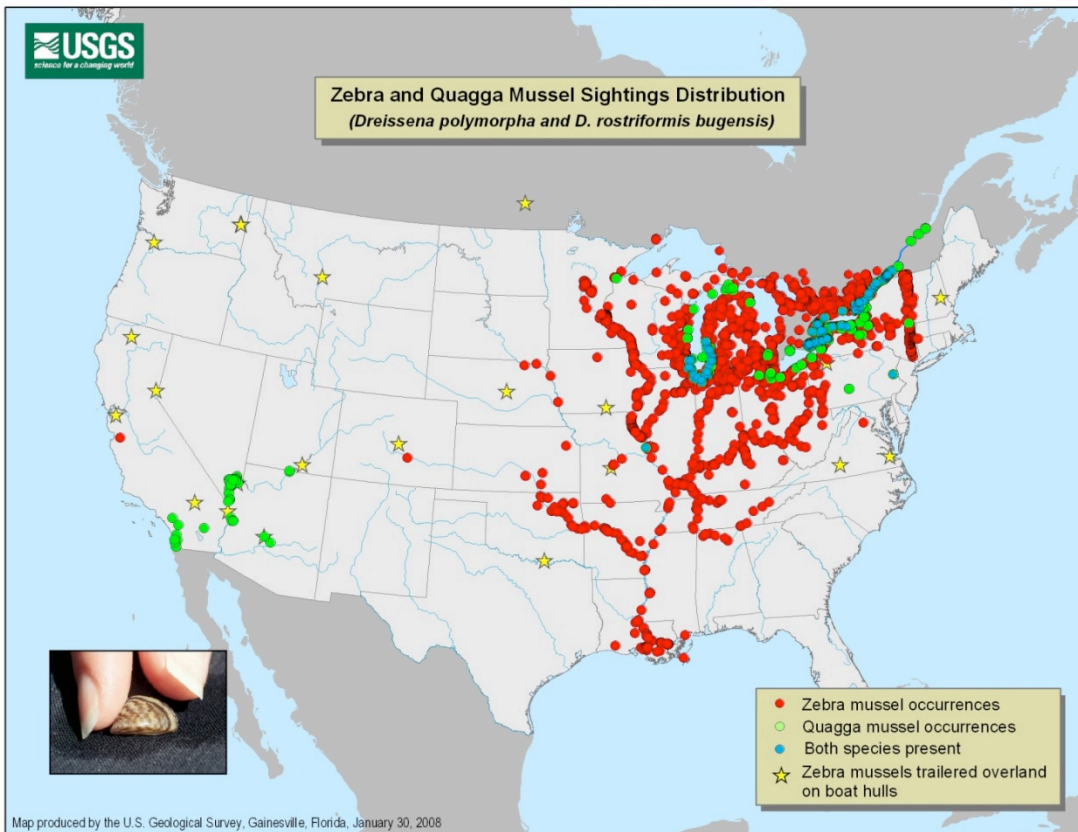 USGS
science for a changing world
Zebra and Quagga Mussel Sightings Distribution
(Dreissena polymorpha and D. rostriformis bugensis)
Zebra mussel occurrences
Quagga mussel occurrences
Both species present
Zebra mussels trailered overland
on boat hulls
Map produced by the U.S. Geological Survey, Gainesville, Florida, January 30, 2008